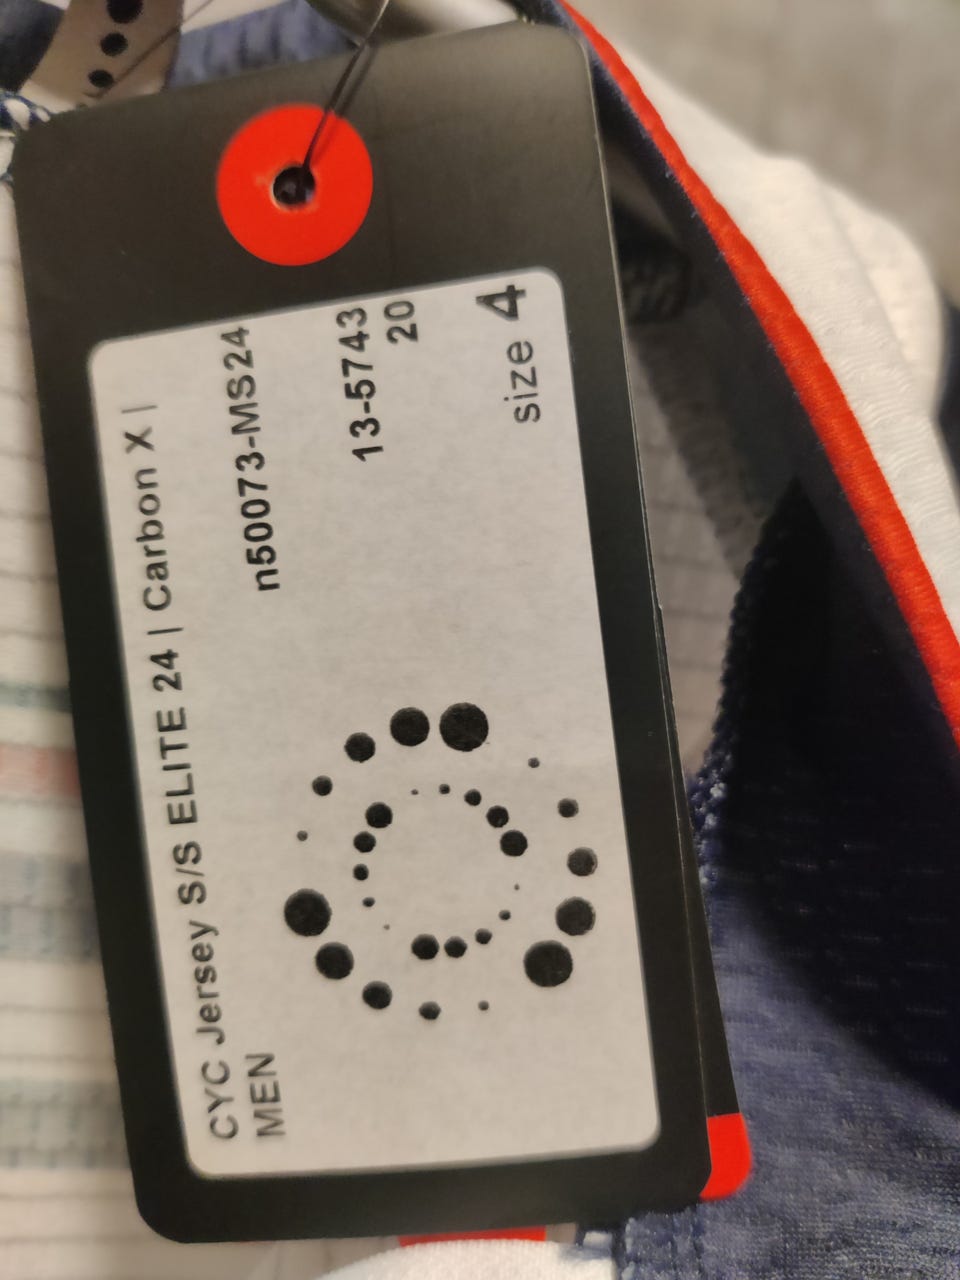 CYC Jersey S/S ELITE 24 | Carbon X |
MEN
n50073-MS24
13-5743
20
size 4